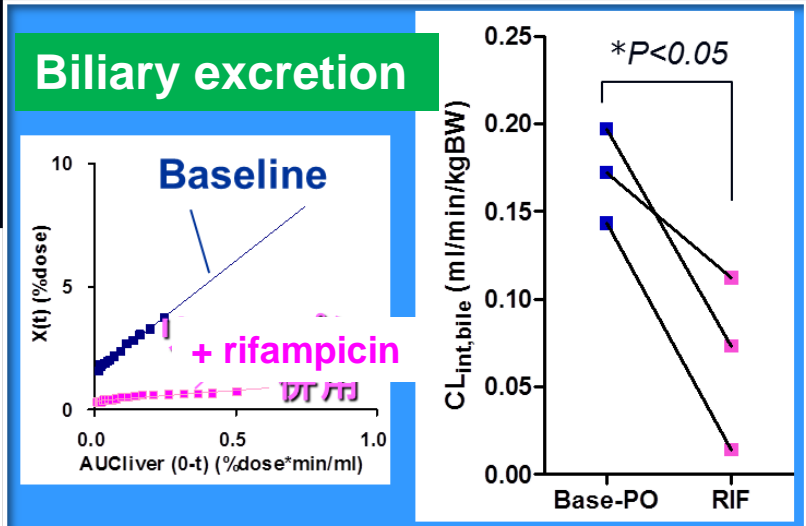 Biliary excretion
Baseline
X(t) (%dose)
10
5
0
+ rifampicin
併用
0.0 0.5 1.0
AUCliver (0-t) (%dose*min/ml)
*P<0.05
CLint,bile (ml/min/kgBW)
0.25
0.20
0.15
0.10
0.05
0.00
Base-PO RIF